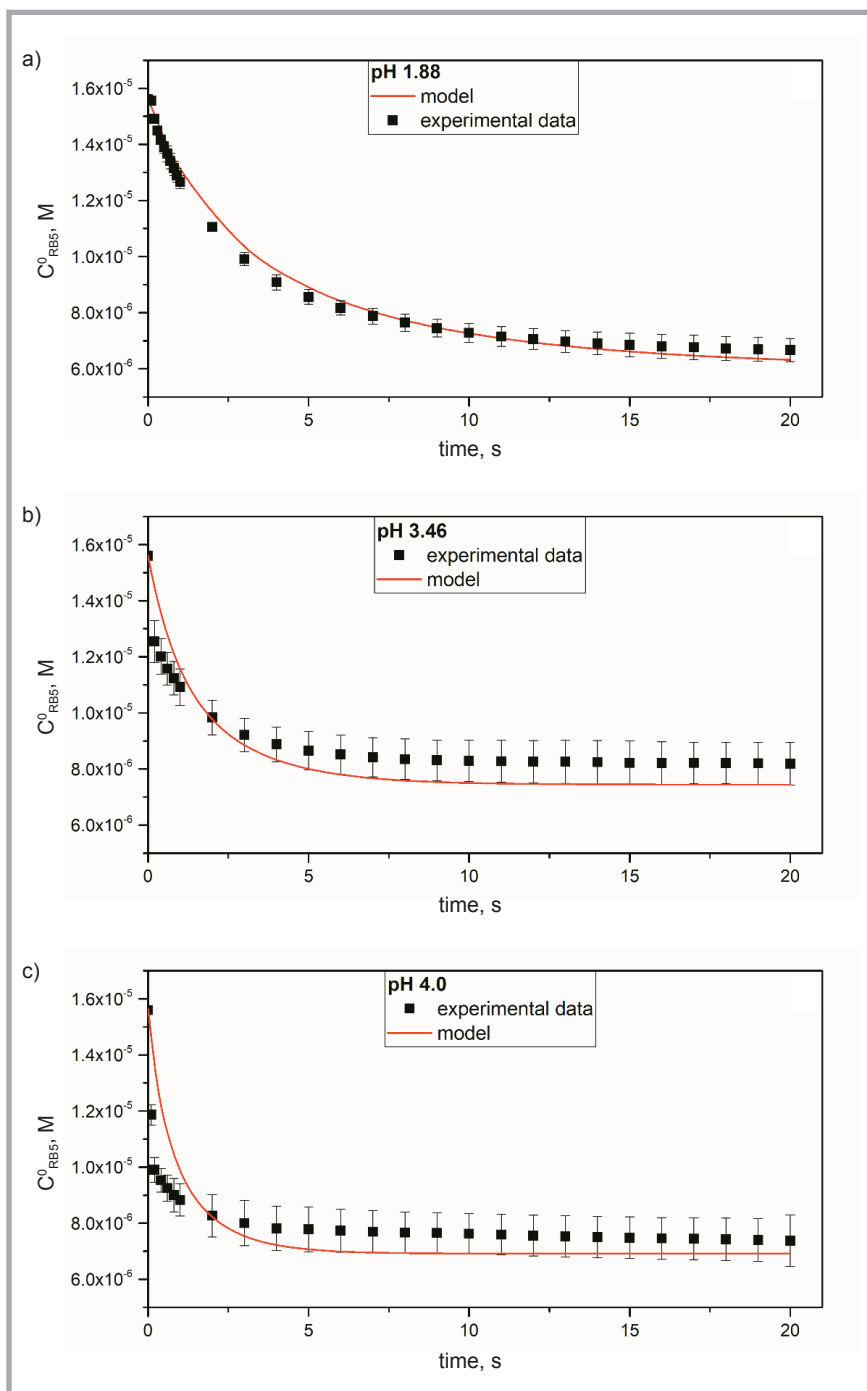 a)
pH 1.88
model
experimental data
1.6x10⁻⁵
1.4x10⁻⁵
1.2x10⁻⁵
1.0x10⁻⁵
8.0x10⁻⁶
6.0x10⁻⁶
C⁰RB5, M
0 5 10 15 20
time, s
b)
pH 3.46
experimental data
model
1.6x10⁻⁵
1.4x10⁻⁵
1.2x10⁻⁵
1.0x10⁻⁵
8.0x10⁻⁶
6.0x10⁻⁶
C⁰RB5, M
0 5 10 15 20
time, s
c)
pH 4.0
experimental data
model
1.6x10⁻⁵
1.4x10⁻⁵
1.2x10⁻⁵
1.0x10⁻⁵
8.0x10⁻⁶
6.0x10⁻⁶
C⁰RB5, M
0 5 10 15 20
time, s